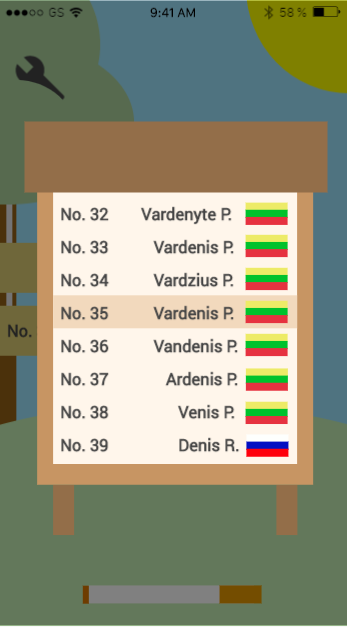 GS 9:41 AM 58 %
No. 32 Vardenyte P.
No. 33 Vardenis P.
No. 34 Vardzius P.
No. 35 Vardenis P.
No.
No. 36 Vandenis P.
No. 37 Ardenis P.
No. 38 Venis P.
No. 39 Denis R.